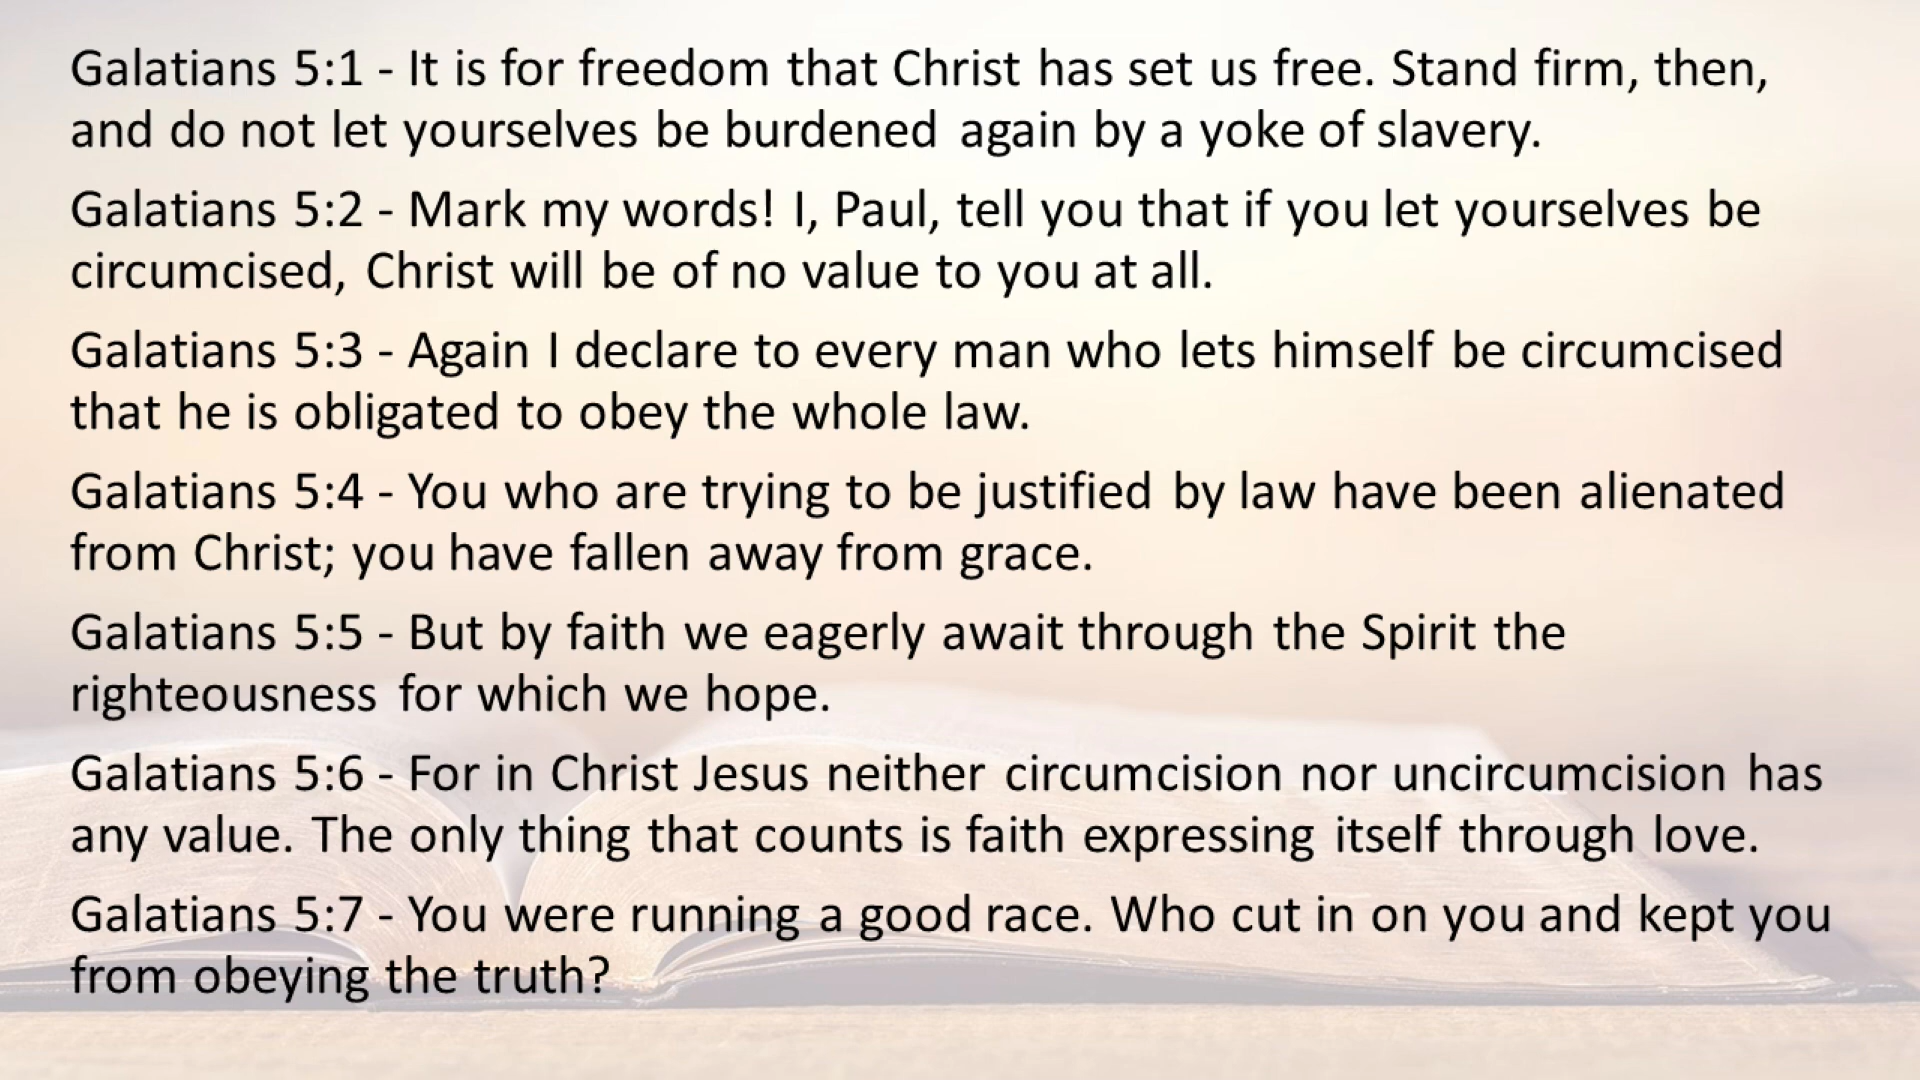 Galatians 5:1 - It is for freedom that Christ has set us free. Stand firm, then,
and do not let yourselves be burdened again by a yoke of slavery.
Galatians 5:2 - Mark my words! I, Paul, tell you that if you let yourselves be
circumcised, Christ will be of no value to you at all.
Galatians 5:3 - Again I declare to every man who lets himself be circumcised
that he is obligated to obey the whole law.
Galatians 5:4 - You who are trying to be justified by law have been alienated
from Christ; you have fallen away from grace.
Galatians 5:5 - But by faith we eagerly await through the Spirit the
righteousness for which we hope.
Galatians 5:6 - For in Christ Jesus neither circumcision nor uncircumcision has
any value. The only thing that counts is faith expressing itself through love.
Galatians 5:7 - You were running a good race. Who cut in on you and kept you
from obeying the truth?